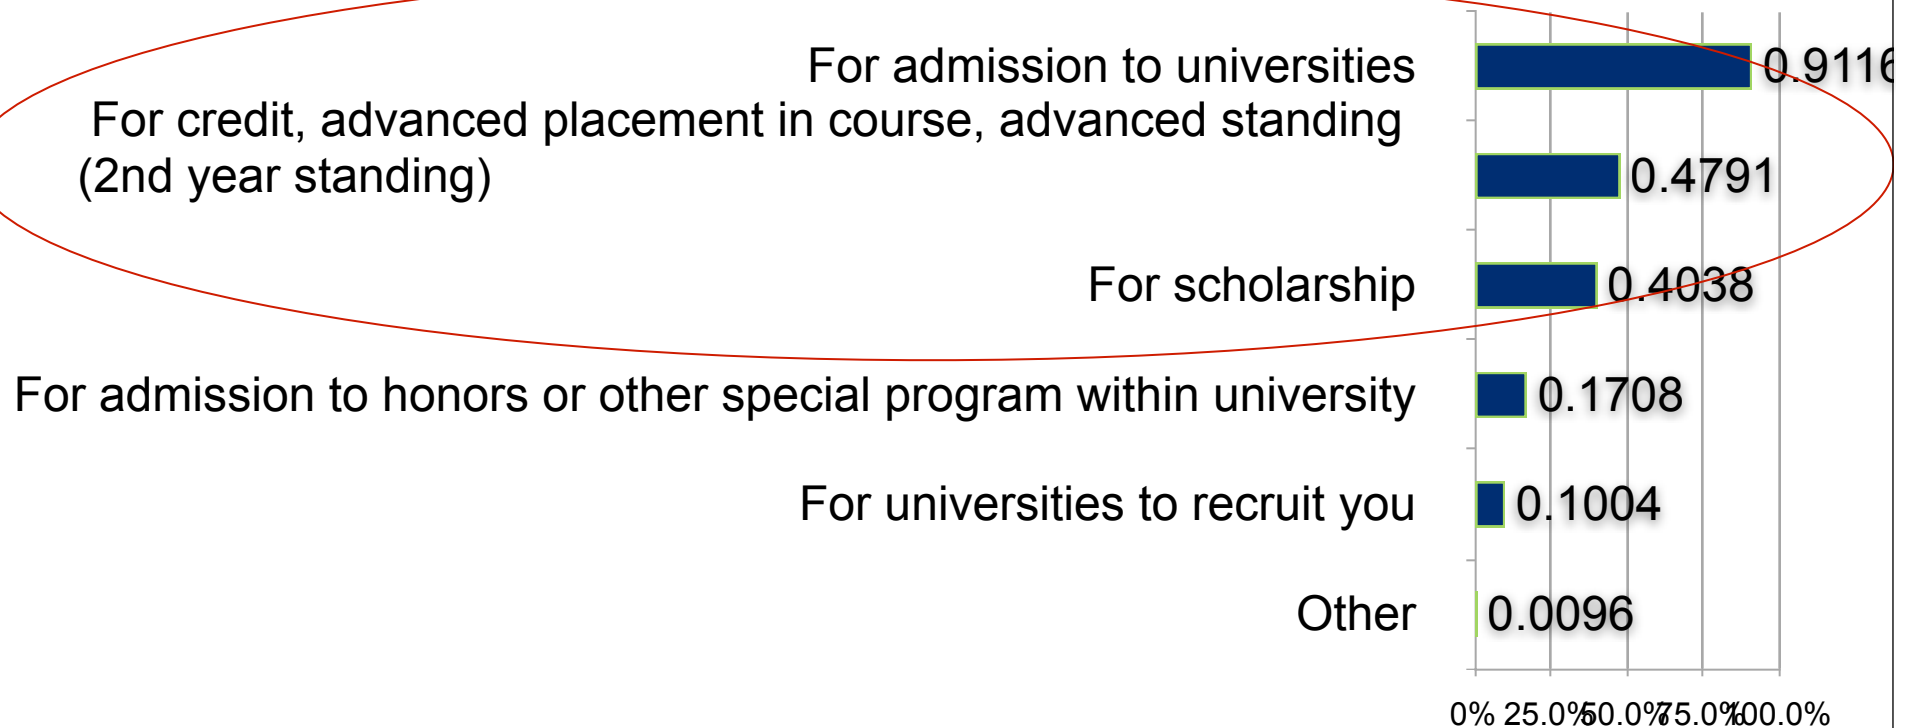 For admission to universities
0.9116
For credit, advanced placement in course, advanced standing
(2nd year standing)
0.4791
For scholarship
0.4038
For admission to honors or other special program within university
0.1708
For universities to recruit you
0.1004
Other
0.0096
0% 25.0% 50.0% 75.0% 100.0%